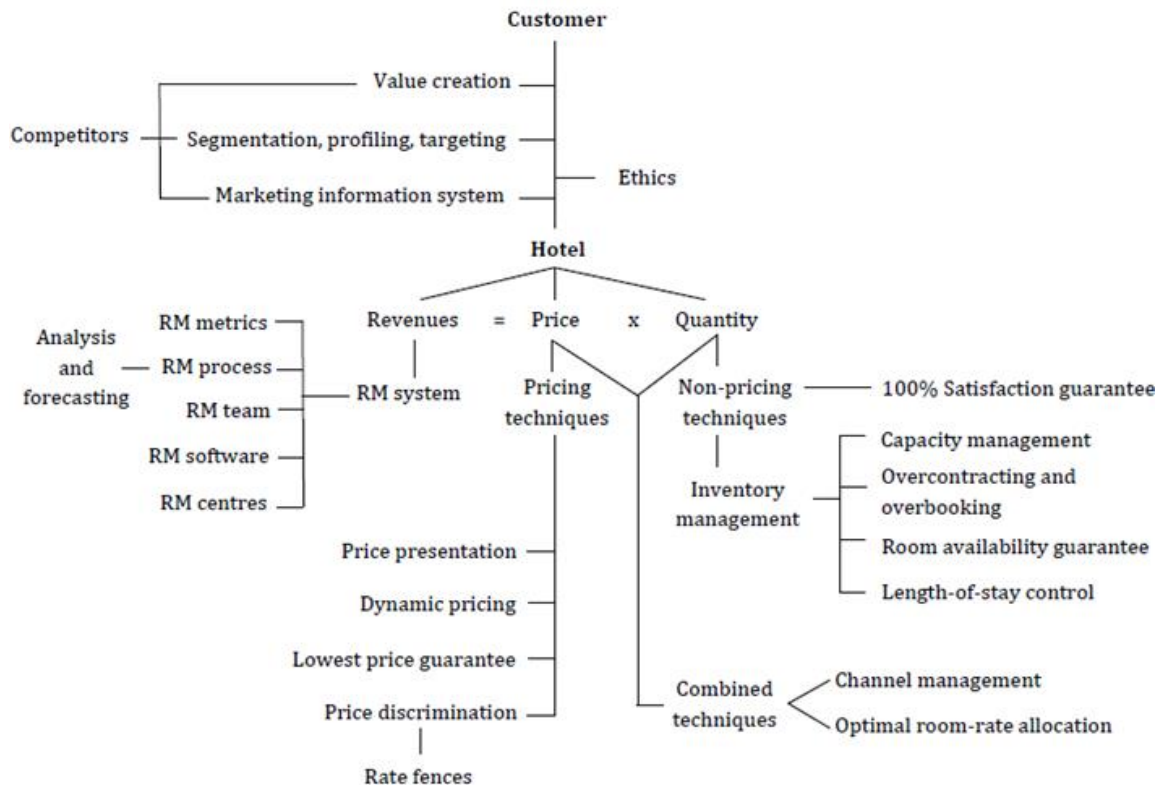 Customer
Value creation
Competitors
Segmentation, profiling, targeting
Ethics
Marketing information system
Hotel
Revenues = Price x Quantity
RM metrics
Analysis
and
forecasting
RM process
RM team
RM software
RM centres
RM system
Pricing
techniques
Non-pricing
techniques
100% Satisfaction guarantee
Inventory
management
Capacity management
Overcontracting and
overbooking
Room availability guarantee
Length-of-stay control
Price presentation
Dynamic pricing
Lowest price guarantee
Price discrimination
Rate fences
Combined
techniques
Channel management
Optimal room-rate allocation